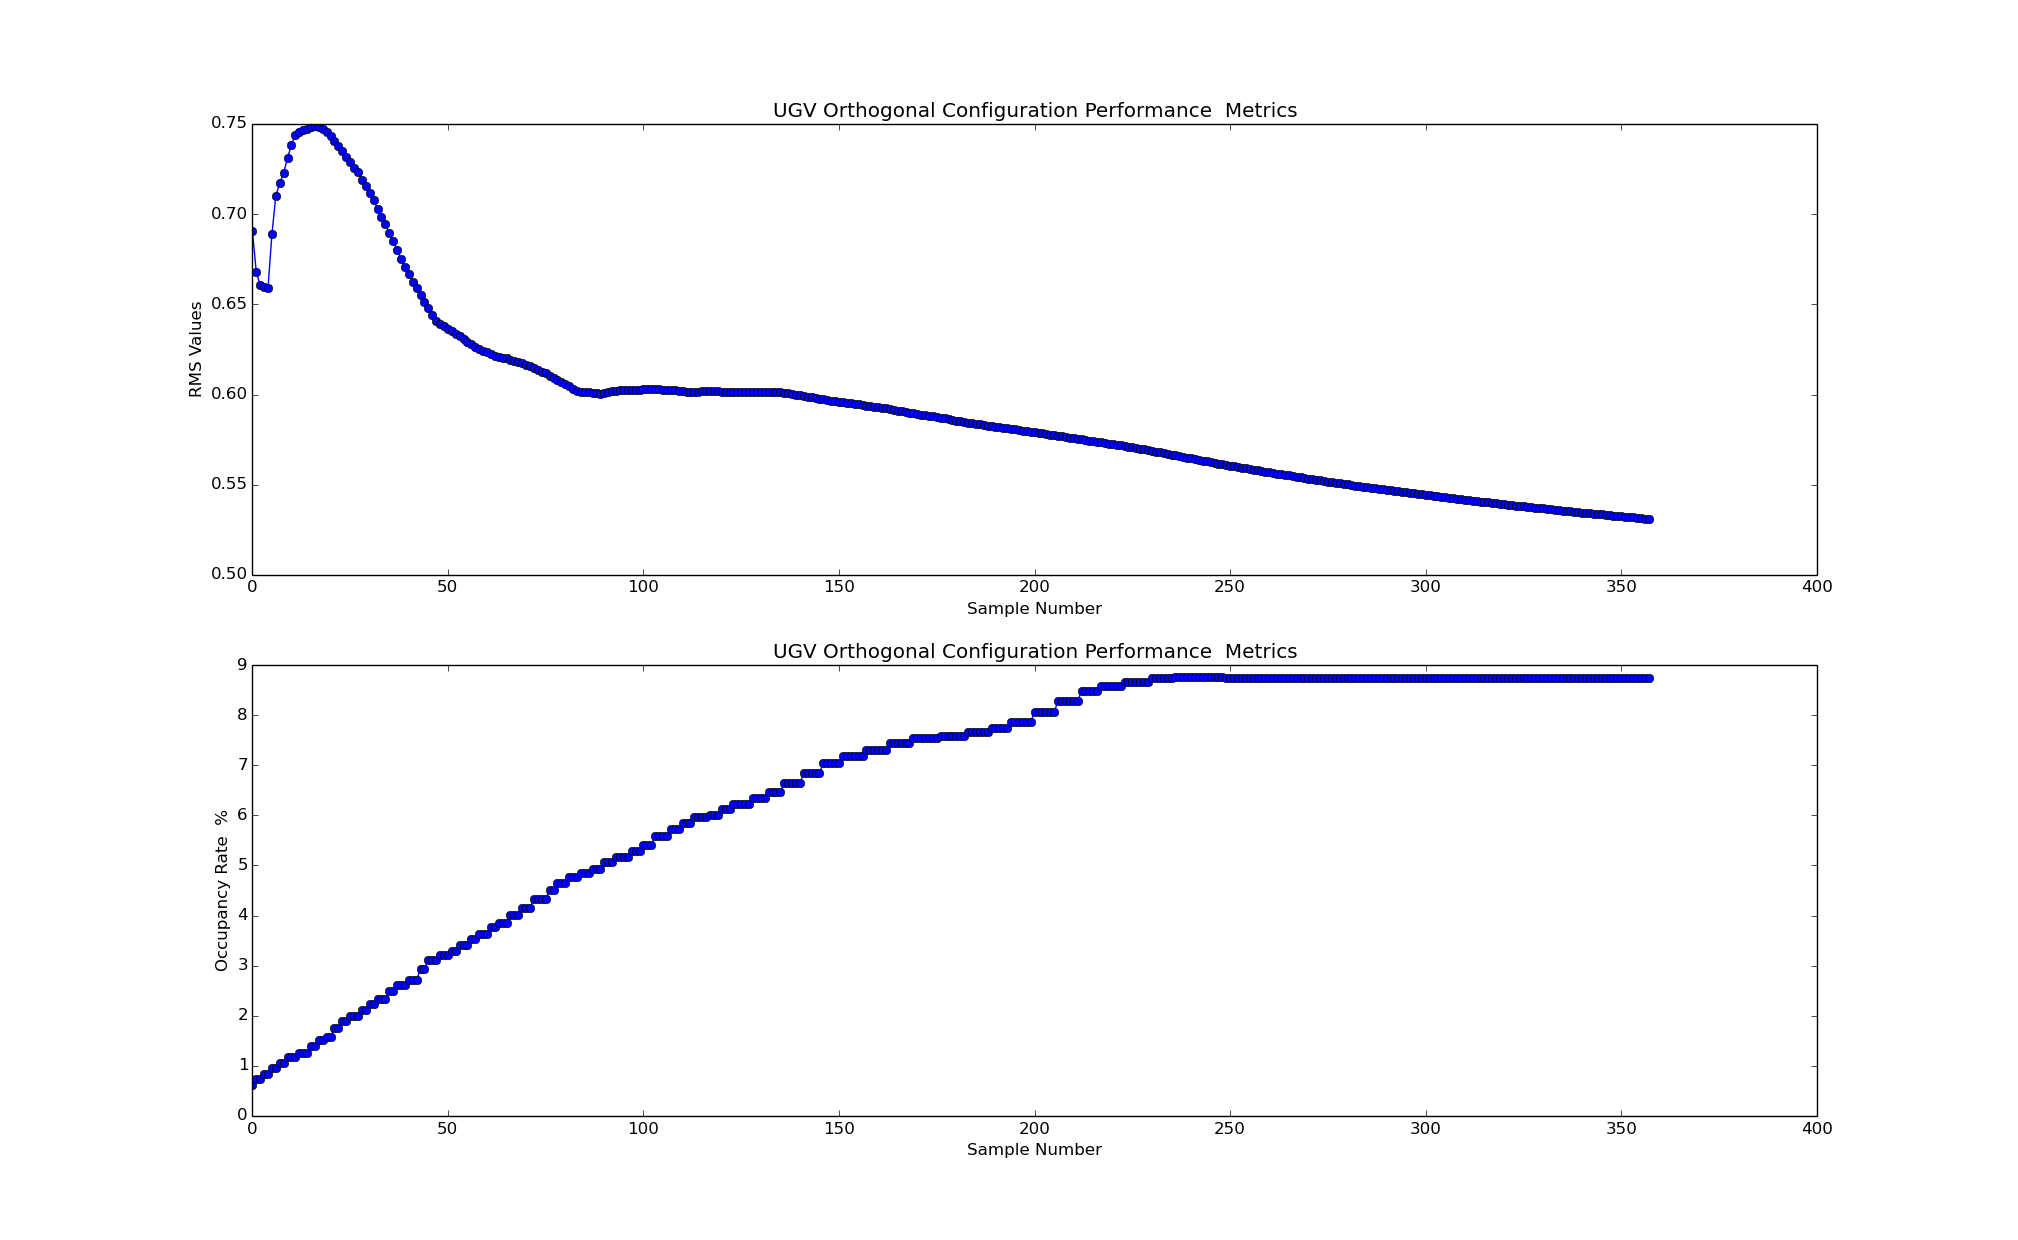 UGV Orthogonal Configuration Performance  Metrics
0.75
0.70
0.65
0.60
0.55
0.50
RMS Values
0 50 100 150 200 250 300 350 400
Sample Number
UGV Orthogonal Configuration Performance  Metrics
9
8
7
6
5
4
3
2
1
0
Occupancy Rate  %
0 50 100 150 200 250 300 350 400
Sample Number